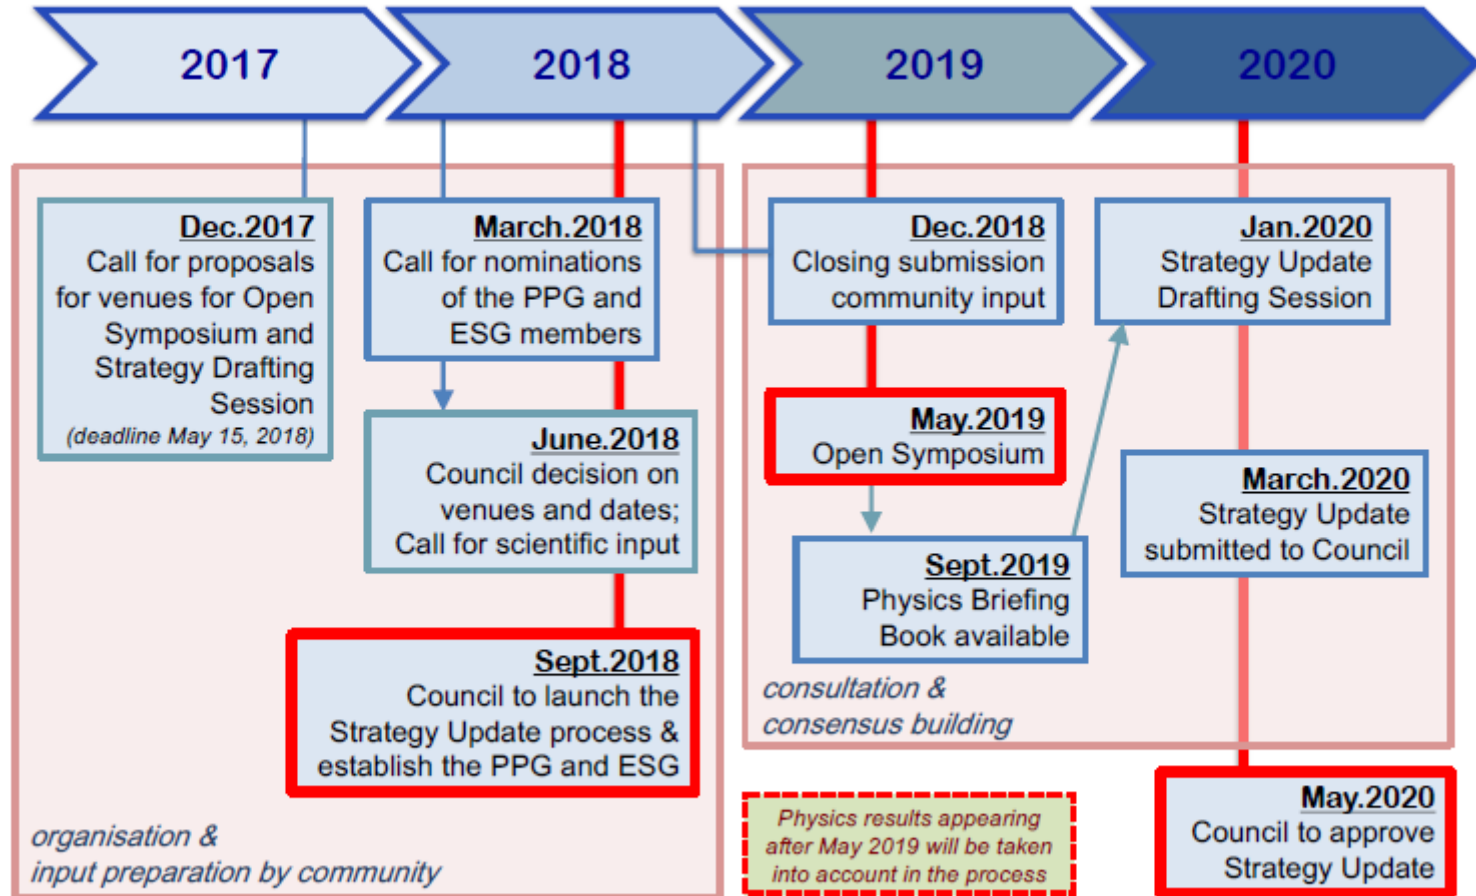 2017
2018
2019
2020
Dec.2017
Call for proposals
for venues for Open
Symposium and
Strategy Drafting
Session
(deadline May 15, 2018)
March.2018
Call for nominations
of the PPG and
ESG members
June.2018
Council decision on
venues and dates;
Call for scientific input
Sept.2018
Council to launch the
Strategy Update process &
establish the PPG and ESG
organisation &
input preparation by community
Dec.2018
Closing submission
community input
May.2019
Open Symposium
Sept.2019
Physics Briefing
Book available
Jan.2020
Strategy Update
Drafting Session
March.2020
Strategy Update
submitted to Council
consensus building
consultation &
May.2020
Council to approve
Strategy Update
Physics results appearing
after May 2019 will be taken
into account in the process